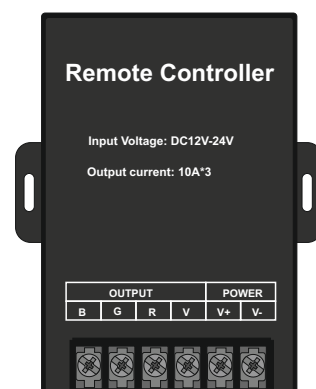 Remote Controller
Input Voltage: DC12V-24V
Output current: 10A*3
OUTPUT POWER
B G R V V+ V-